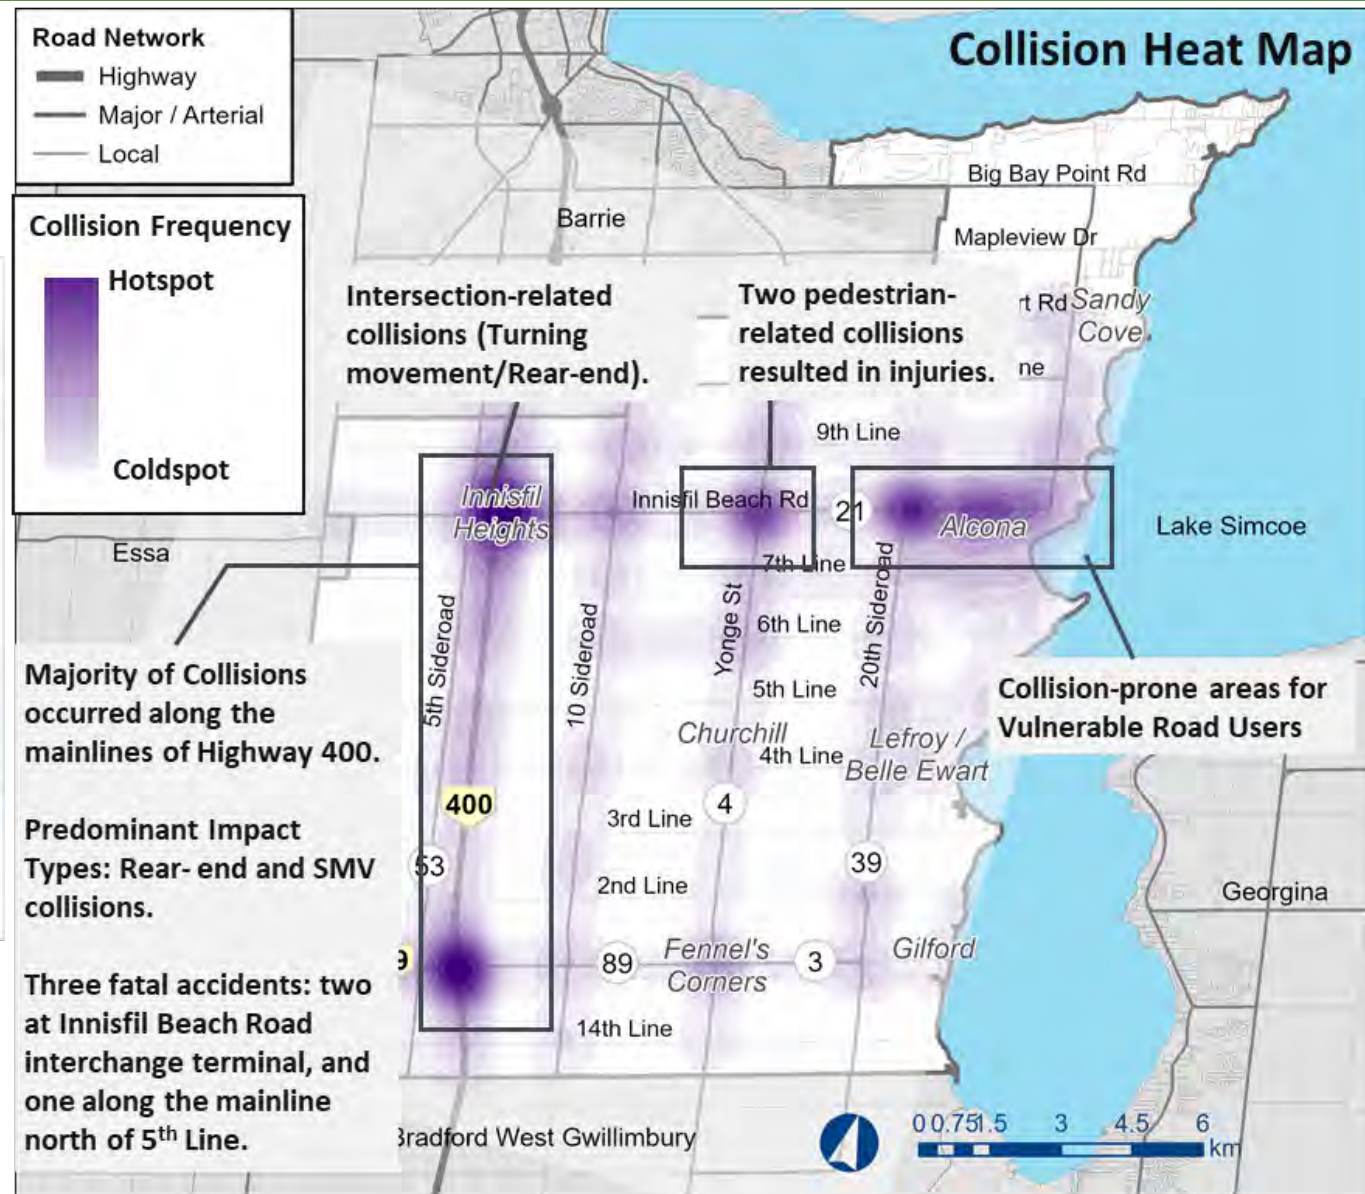 Collision Heat Map
Road Network
Highway
Major / Arterial
Local
Collision Frequency
Hotspot
Coldspot
Big Bay Point Rd
Barrie
Mapleview Dr
Intersection-related
collisions (Turning
movement/Rear-end).
Two pedestrian-
related collisions
resulted in injuries.
rt Rd
Sandy
Cove
ne
9th Line
Innisfil
Heights
Innisfil Beach Rd
21
Alcona
Lake Simcoe
Essa
7th Line
6th Line
5th Line
4th Line
5th Sideroad
10 Sideroad
Yonge St
20th Sideroad
Churchill
Lefroy /
Belle Ewart
Collision-prone areas for
Vulnerable Road Users
Majority of Collisions
occurred along the
mainlines of Highway 400.
Predominant Impact
Types: Rear- end and SMV
collisions.
Three fatal accidents: two
at Innisfil Beach Road
interchange terminal, and
one along the mainline
north of 5th Line.
400
3rd Line
4
53
2nd Line
39
Georgina
9
89
Fennel's
Corners
3
Gilford
14th Line
Bradford West Gwillimbury
0 0.75 1.5 3 4.5 6
km